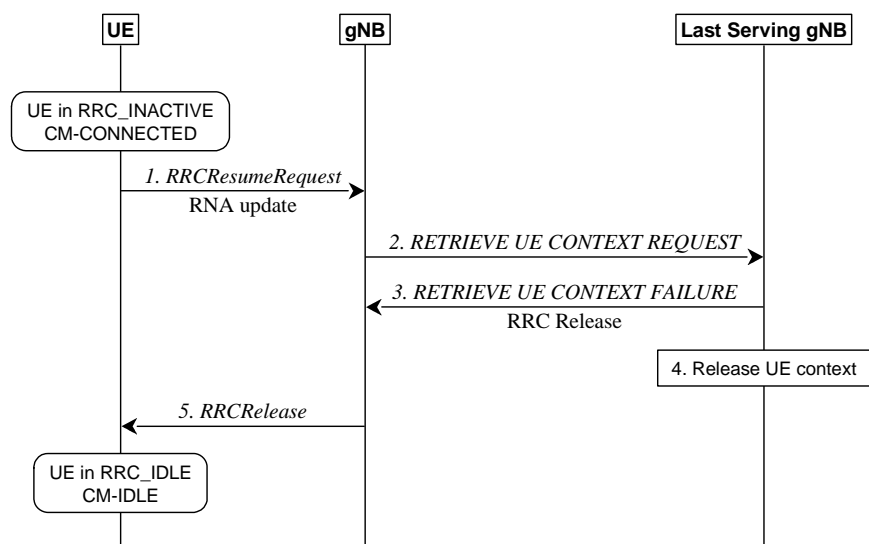 UE
gNB
Last Serving gNB
UE in RRC_INACTIVE
CM-CONNECTED
1. RRCResumeRequest
RNA update
2. RETRIEVE UE CONTEXT REQUEST
3. RETRIEVE UE CONTEXT FAILURE
RRC Release
4. Release UE context
5. RRCRelease
UE in RRC_IDLE
CM-IDLE